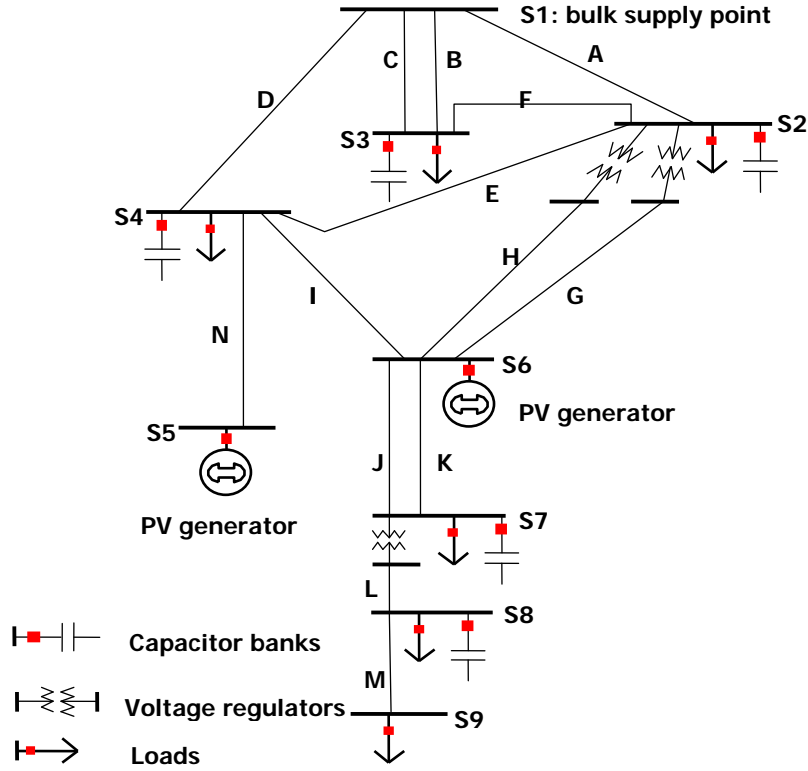 S1: bulk supply point
A
B
C
D
F
S3
S2
E
S4
H
I
G
N
S6
PV generator
S5
J
K
PV generator
S7
L
S8
Capacitor banks
M
Voltage regulators
S9
Loads